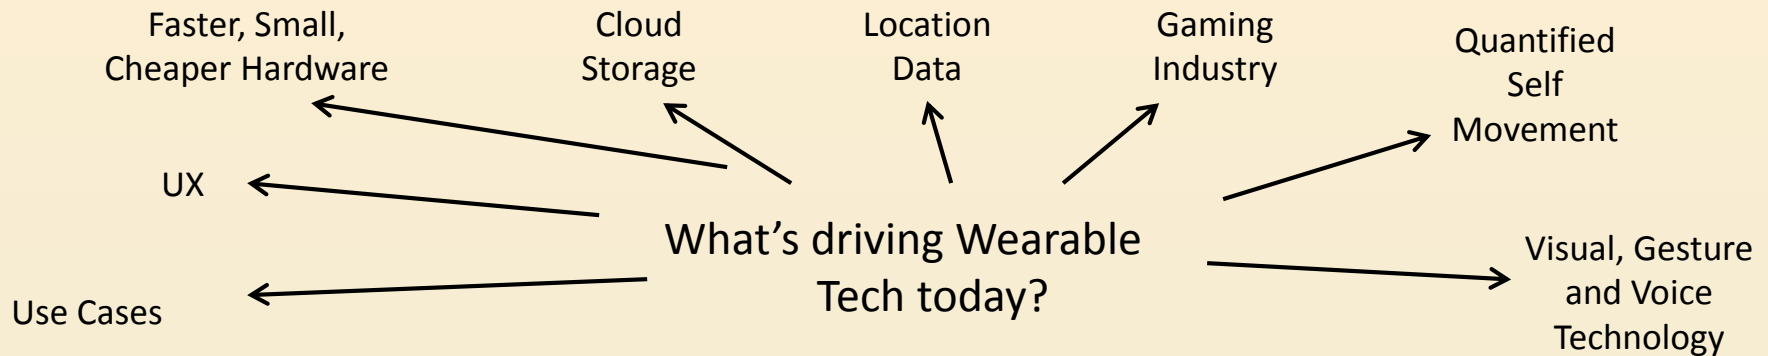 Faster, Small,
Cheaper Hardware
Cloud
Storage
Location
Data
Gaming
Industry
Quantified
Self
Movement
UX
What’s driving Wearable
Tech today?
Use Cases
Visual, Gesture
and Voice
Technology